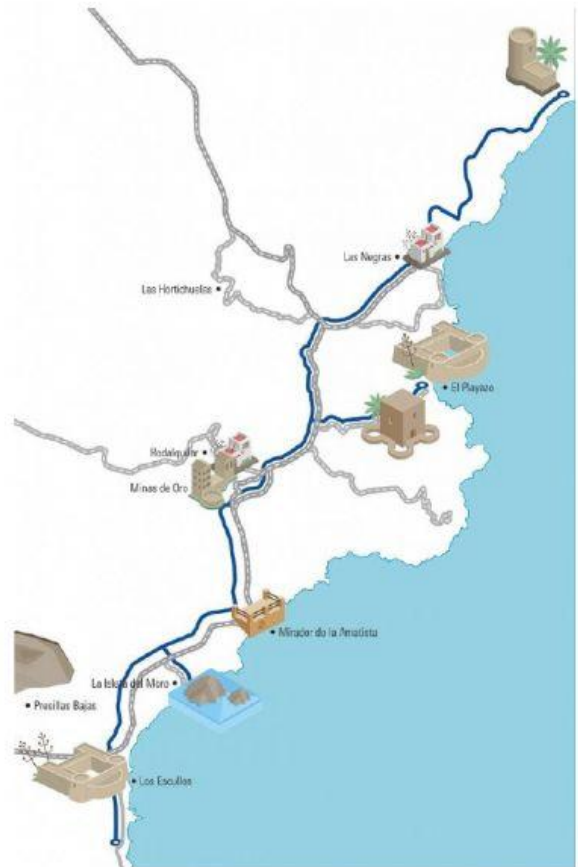 Las Negras
Las Hortichuelas
El Playazo
Rodalquilar
Minas de Oro
Mirador de la Amatista
La Isleta del Moro
Presillas Bajas
Los Escullos